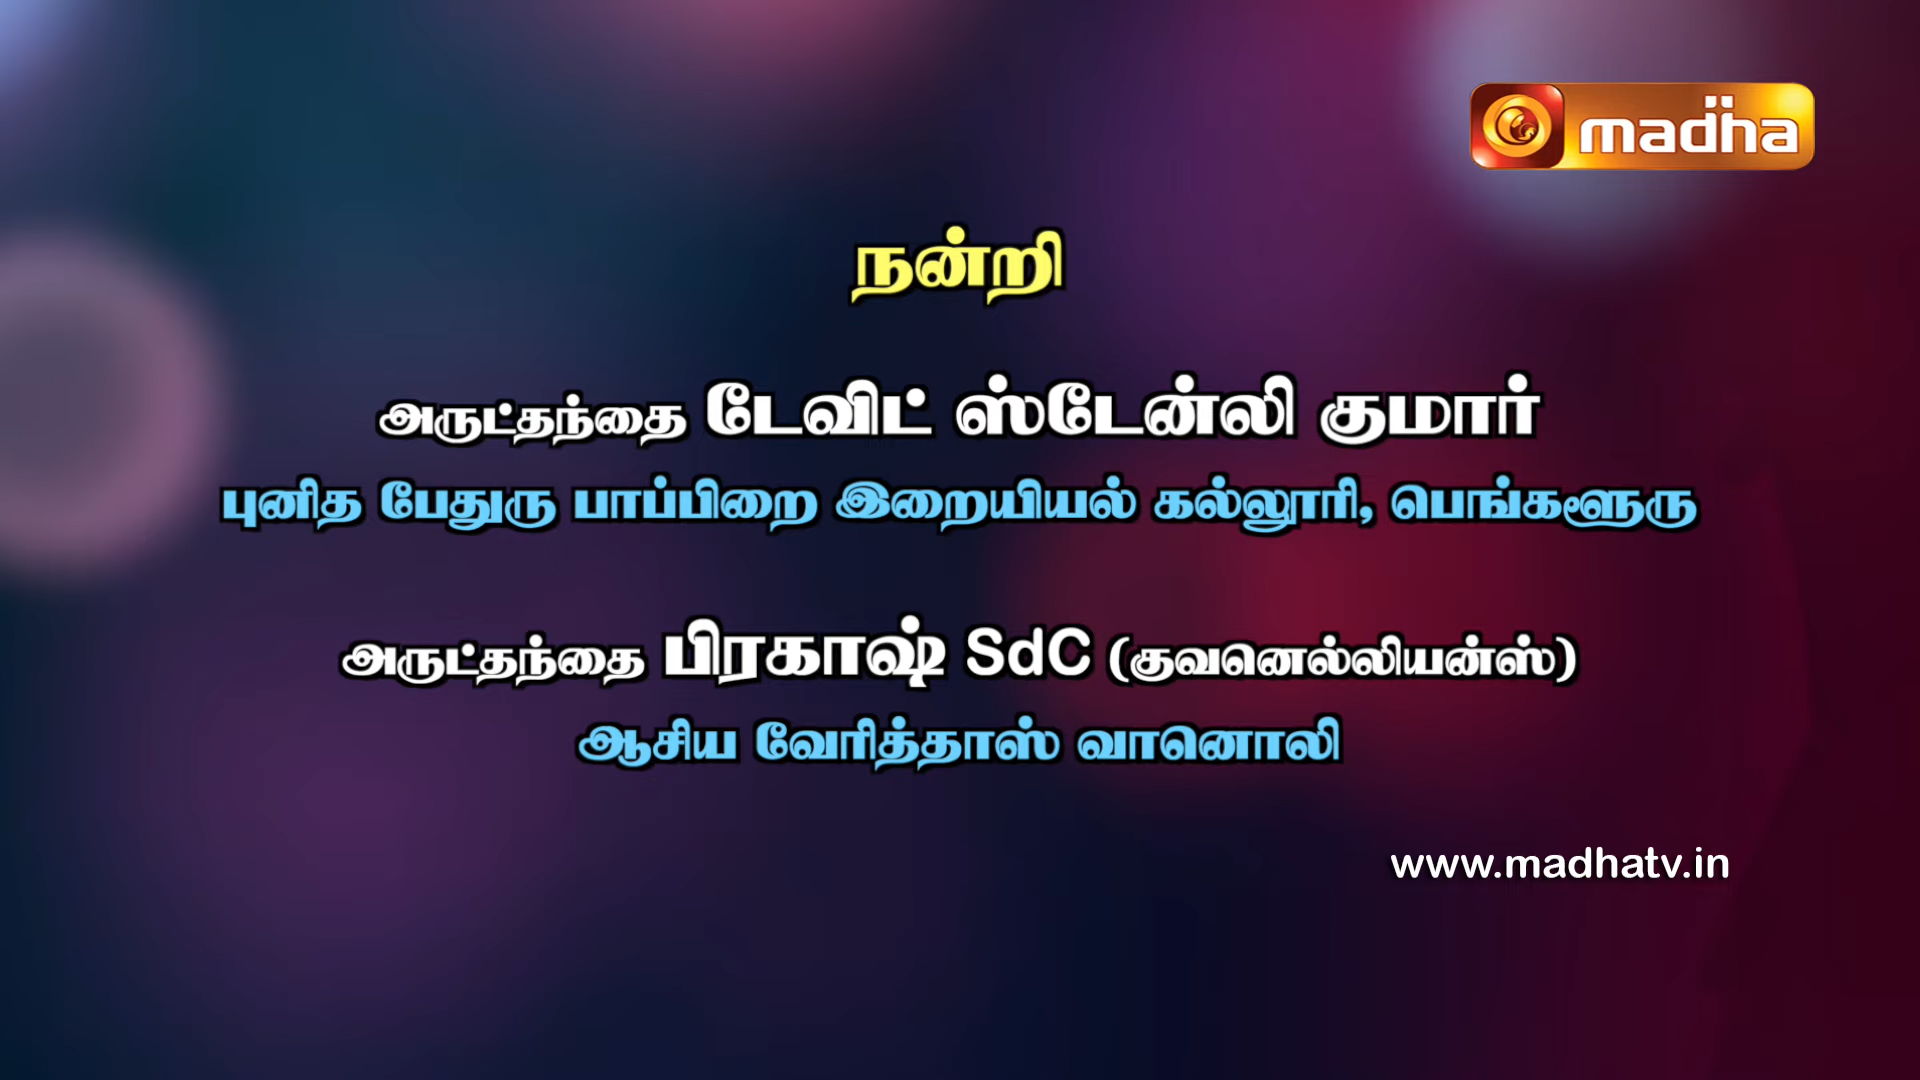 madha
நன்றி
அருட்தந்தை டேவிட் ஸ்டேன்லி குமார்
புனித பேதுரு பாப்பிறை இறையியல் கல்லூரி, பெங்களூரு
அருட்தந்தை பிரகாஷ் SdC (குவனெல்லியன்ஸ்)
ஆசிய வேரித்தாஸ் வானொலி
www.madhatv.in